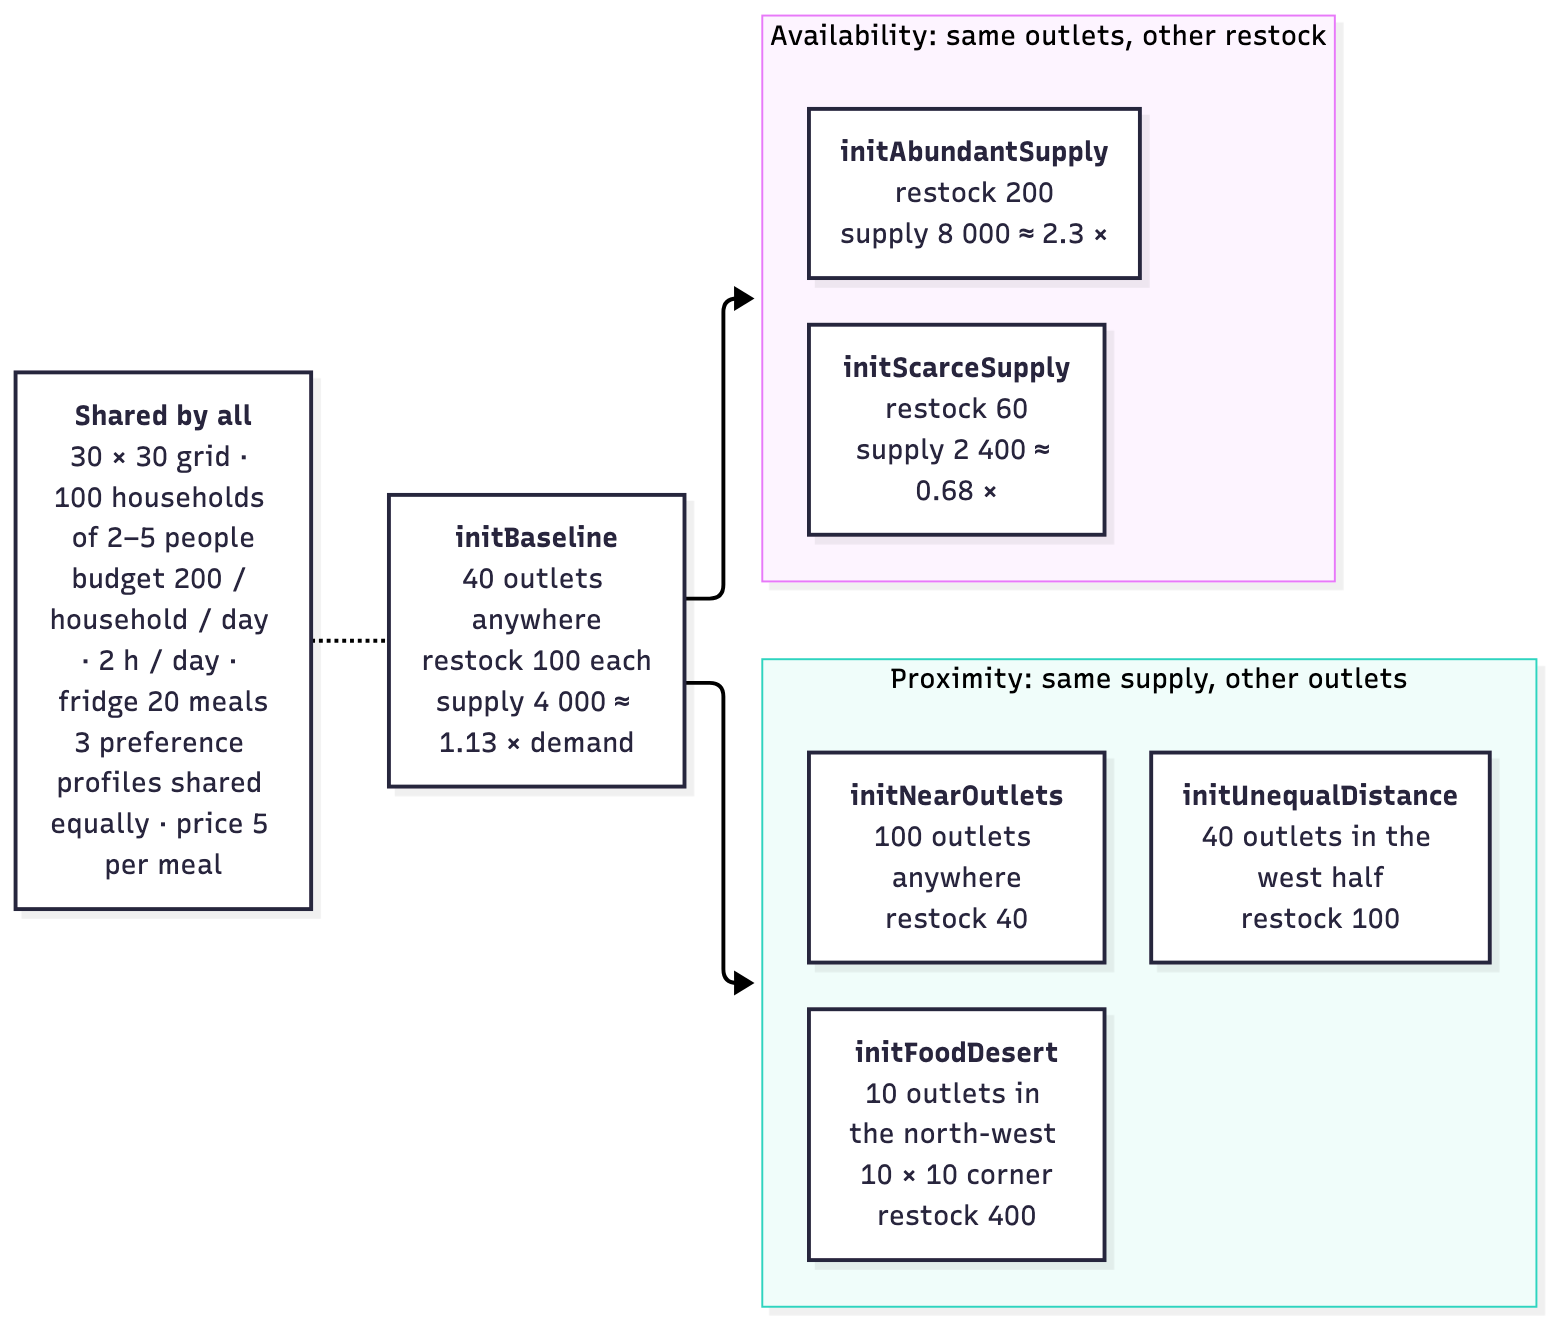 Shared by all
30 × 30 grid ·
100 households
of 2–5 people
budget 200 /
household / day
· 2 h / day ·
fridge 20 meals
3 preference
profiles shared
equally · price 5
per meal
initBaseline
40 outlets
anywhere
restock 100 each
supply 4 000 ≈
1.13 × demand
Availability: same outlets, other restock
initAbundantSupply
restock 200
supply 8 000 ≈ 2.3 ×
initScarceSupply
restock 60
supply 2 400 ≈
0.68 ×
Proximity: same supply, other outlets
initNearOutlets
100 outlets
anywhere
restock 40
initUnequalDistance
40 outlets in the
west half
restock 100
initFoodDesert
10 outlets in
the north-west
10 × 10 corner
restock 400